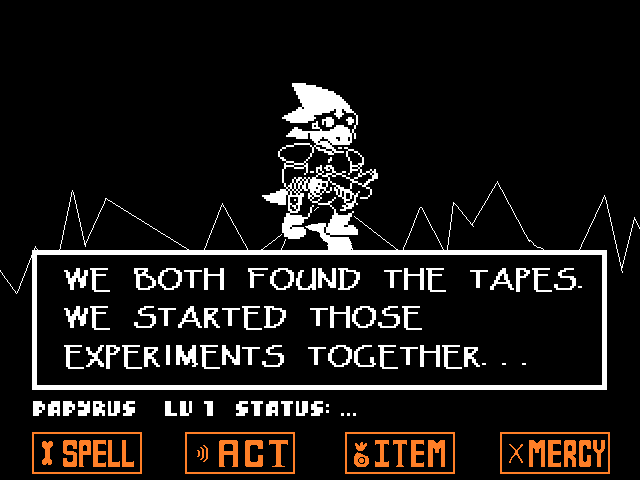 WE BOTH FOUND THE TAPES.
WE STARTED THOSE
EXPERIMENTS TOGETHER...
PAPYRUS LV 1 STATUS: ...
SPELL ACT ITEM MERCY